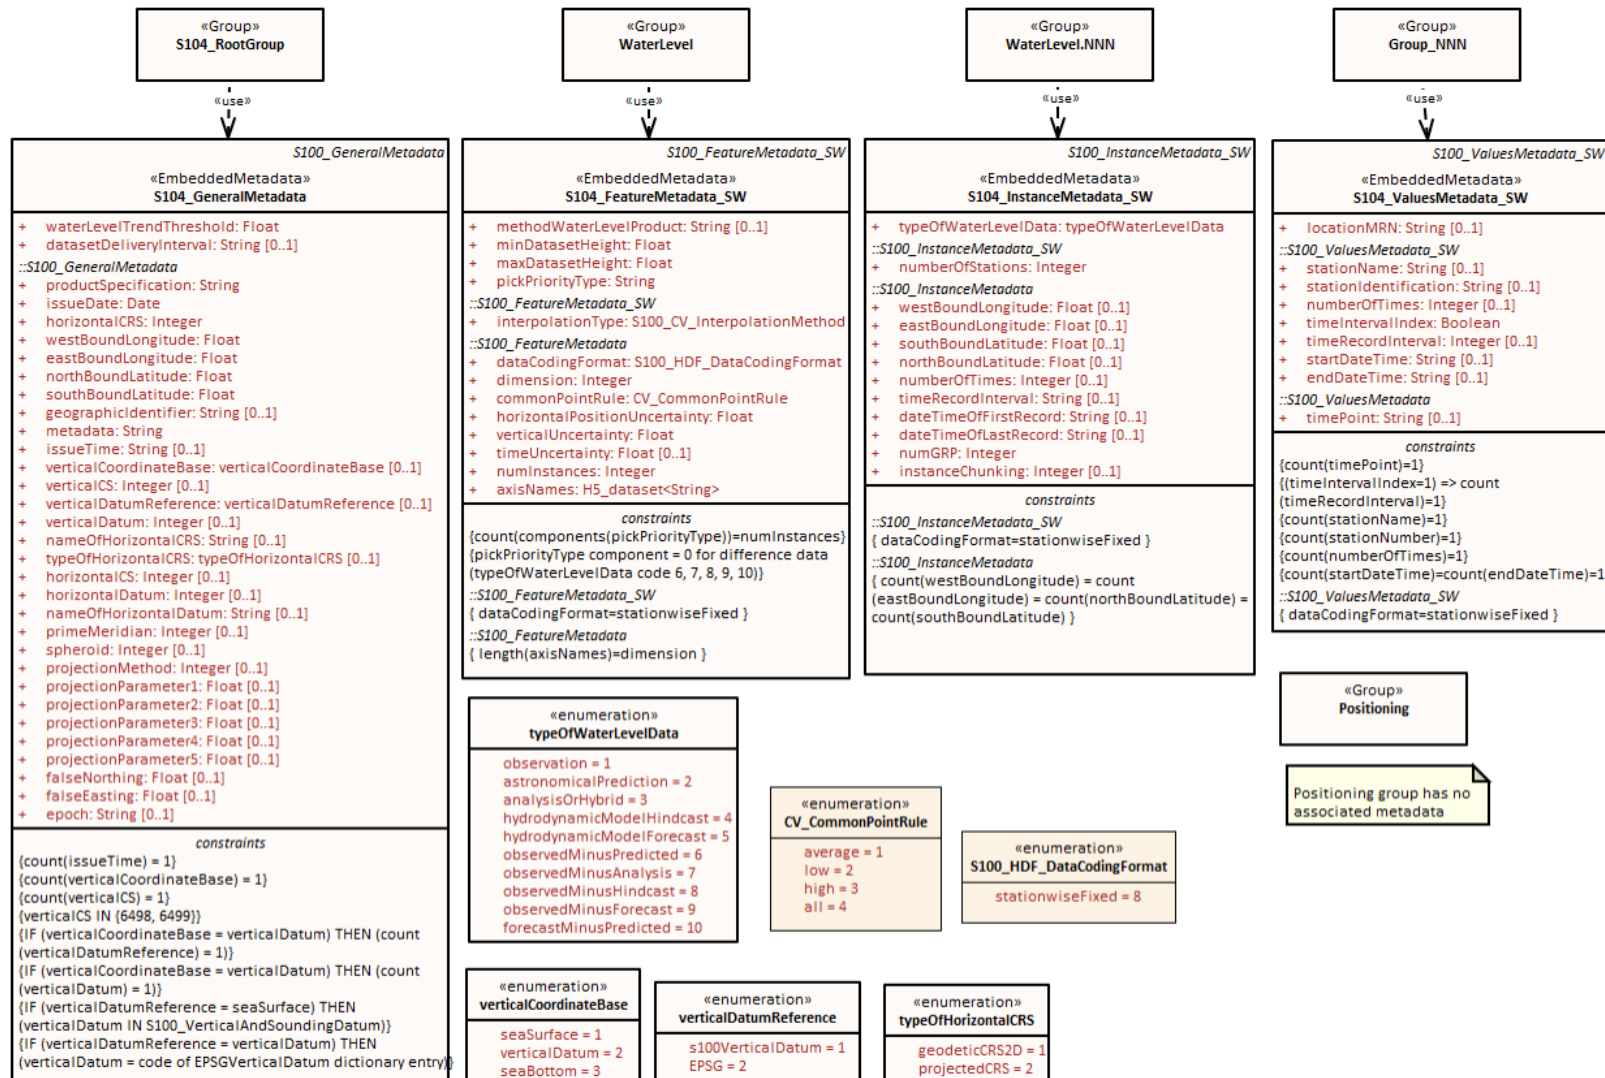 «Group»
S104_RootGroup
«use»
S100_GeneralMetadata
«EmbeddedMetadata»
S104_GeneralMetadata
+ waterLevelTrendThreshold: Float
+ datasetDeliveryInterval: String [0..1]
::S100_GeneralMetadata
+ productSpecification: String
+ issueDate: Date
+ horizontalCRS: Integer
+ westBoundLongitude: Float
+ eastBoundLongitude: Float
+ northBoundLatitude: Float
+ southBoundLatitude: Float
+ geographicIdentifier: String [0..1]
+ metadata: String
+ issueTime: String [0..1]
+ verticalCoordinateBase: verticalCoordinateBase [0..1]
+ verticalCS: Integer [0..1]
+ verticalDatumReference: verticalDatumReference [0..1]
+ verticalDatum: Integer [0..1]
+ nameOfHorizontalCRS: String [0..1]
+ typeOfHorizontalCRS: typeOfHorizontalCRS [0..1]
+ horizontalCS: Integer [0..1]
+ horizontalDatum: Integer [0..1]
+ nameOfHorizontalDatum: String [0..1]
+ primeMeridian: Integer [0..1]
+ spheroid: Integer [0..1]
+ projectionMethod: Integer [0..1]
+ projectionParameter1: Float [0..1]
+ projectionParameter2: Float [0..1]
+ projectionParameter3: Float [0..1]
+ projectionParameter4: Float [0..1]
+ projectionParameter5: Float [0..1]
+ falseNorthing: Float [0..1]
+ falseEasting: Float [0..1]
+ epoch: String [0..1]
constraints
{count(issueTime) = 1}
{count(verticalCoordinateBase) = 1}
{count(verticalCS) = 1}
{verticalCS IN {6498, 6499}}
{IF (verticalCoordinateBase = verticalDatum) THEN (count
(verticalDatumReference) = 1)}
{IF (verticalCoordinateBase = verticalDatum) THEN (count
(verticalDatum) = 1)}
{IF (verticalDatumReference = seaSurface) THEN
(verticalDatum IN S100_VerticalAndSoundingDatum)}
{IF (verticalDatumReference = verticalDatum) THEN
(verticalDatum = code of EPSGVerticalDatum dictionary entry)}
«Group»
WaterLevel
«use»
S100_FeatureMetadata_SW
«EmbeddedMetadata»
S104_FeatureMetadata_SW
+ methodWaterLevelProduct: String [0..1]
+ minDatasetHeight: Float
+ maxDatasetHeight: Float
+ pickPriorityType: String
::S100_FeatureMetadata_SW
+ interpolationType: S100_CV_InterpolationMethod
::S100_FeatureMetadata
+ dataCodingFormat: S100_HDF_DataCodingFormat
+ dimension: Integer
+ commonPointRule: CV_CommonPointRule
+ horizontalPositionUncertainty: Float
+ verticalUncertainty: Float
+ timeUncertainty: Float [0..1]
+ numInstances: Integer
+ axisNames: H5_dataset<String>
constraints
{count(components(pickPriorityType))=numInstances}
{pickPriorityType component = 0 for difference data
(typeOfWaterLevelData code 6, 7, 8, 9, 10)}
::S100_FeatureMetadata_SW
{ dataCodingFormat=stationwiseFixed }
::S100_FeatureMetadata
{ length(axisNames)=dimension }
«Group»
WaterLevel.NNN
«use»
S100_InstanceMetadata_SW
«EmbeddedMetadata»
S104_InstanceMetadata_SW
+ typeOfWaterLevelData: typeOfWaterLevelData
::S100_InstanceMetadata_SW
+ numberOfStations: Integer
::S100_InstanceMetadata
+ westBoundLongitude: Float [0..1]
+ eastBoundLongitude: Float [0..1]
+ southBoundLatitude: Float [0..1]
+ northBoundLatitude: Float [0..1]
+ numberOfTimes: Integer [0..1]
+ timeRecordInterval: String [0..1]
+ dateTimeOfFirstRecord: String [0..1]
+ dateTimeOfLastRecord: String [0..1]
+ numGRP: Integer
+ instanceChunking: Integer [0..1]
constraints
::S100_InstanceMetadata_SW
{ dataCodingFormat=stationwiseFixed }
::S100_InstanceMetadata
{ count(westBoundLongitude) = count
(eastBoundLongitude) = count(northBoundLatitude) =
count(southBoundLatitude) }
«Group»
Group_NNN
«use»
S100_ValuesMetadata_SW
«EmbeddedMetadata»
S104_ValuesMetadata_SW
+ locationMRN: String [0..1]
::S100_ValuesMetadata_SW
+ stationName: String [0..1]
+ stationIdentification: String [0..1]
+ numberOfTimes: Integer [0..1]
+ timeIntervalIndex: Boolean
+ timeRecordInterval: Integer [0..1]
+ startDateTime: String [0..1]
+ endDateTime: String [0..1]
::S100_ValuesMetadata
+ timePoint: String [0..1]
constraints
{count(timePoint)=1}
{(timeIntervalIndex=1) => count
(timeRecordInterval)=1}
{count(stationName)=1}
{count(stationNumber)=1}
{count(numberOfTimes)=1}
{count(startDateTime)=count(endDateTime)=1
::S100_ValuesMetadata_SW
{ dataCodingFormat=stationwiseFixed }
«Group»
Positioning
Positioning group has no
associated metadata
«enumeration»
typeOfWaterLevelData
observation = 1
astronomicalPrediction = 2
analysisOrHybrid = 3
hydrodynamicModelHindcast = 4
hydrodynamicModelForecast = 5
observedMinusPredicted = 6
observedMinusAnalysis = 7
observedMinusHindcast = 8
observedMinusForecast = 9
forecastMinusPredicted = 10
«enumeration»
CV_CommonPointRule
average = 1
low = 2
high = 3
all = 4
«enumeration»
S100_HDF_DataCodingFormat
stationwiseFixed = 8
«enumeration»
verticalCoordinateBase
seaSurface = 1
verticalDatum = 2
seaBottom = 3
«enumeration»
verticalDatumReference
s100VerticalDatum = 1
EPSG = 2
«enumeration»
typeOfHorizontalCRS
geodeticCRS2D = 1
projectedCRS = 2